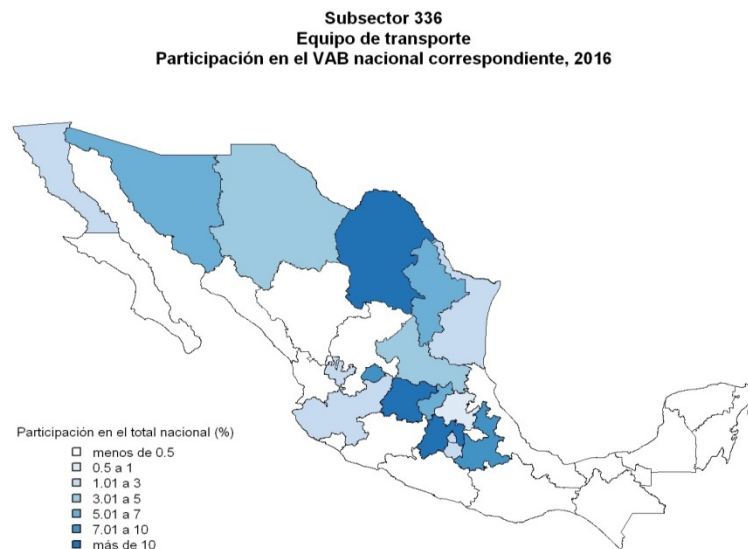 Subsector 336
Equipo de transporte
Participación en el VAB nacional correspondiente, 2016
Participación en el total nacional (%)
menos de 0.5
0.5 a 1
1.01 a 3
3.01 a 5
5.01 a 7
7.01 a 10
más de 10